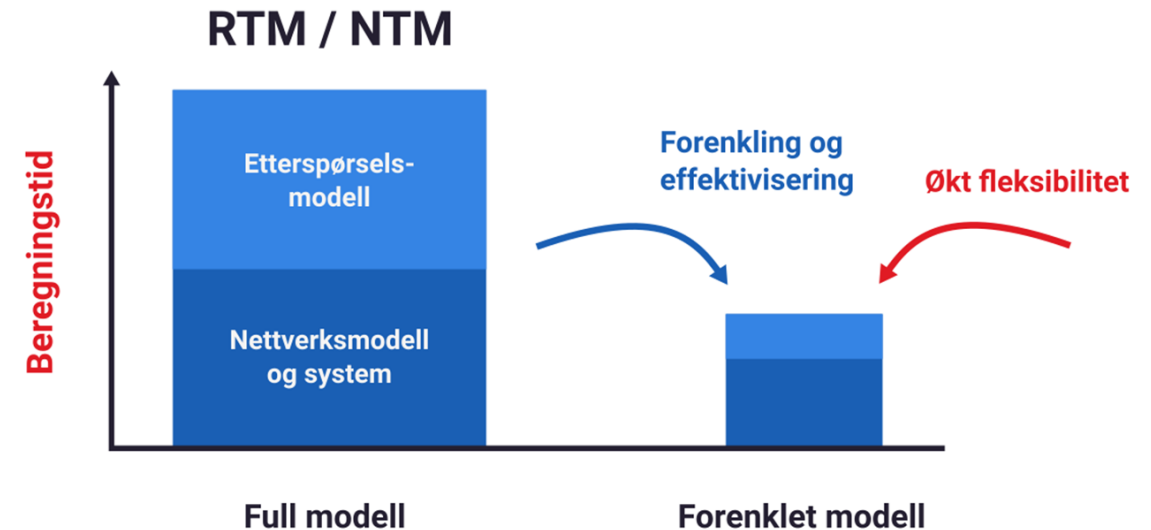 RTM / NTM
Beregningstid
Etterspørsels-
modell
Nettverksmodell
og system
Forenkling og
effektivisering
Økt fleksibilitet
Full modell
Forenklet modell